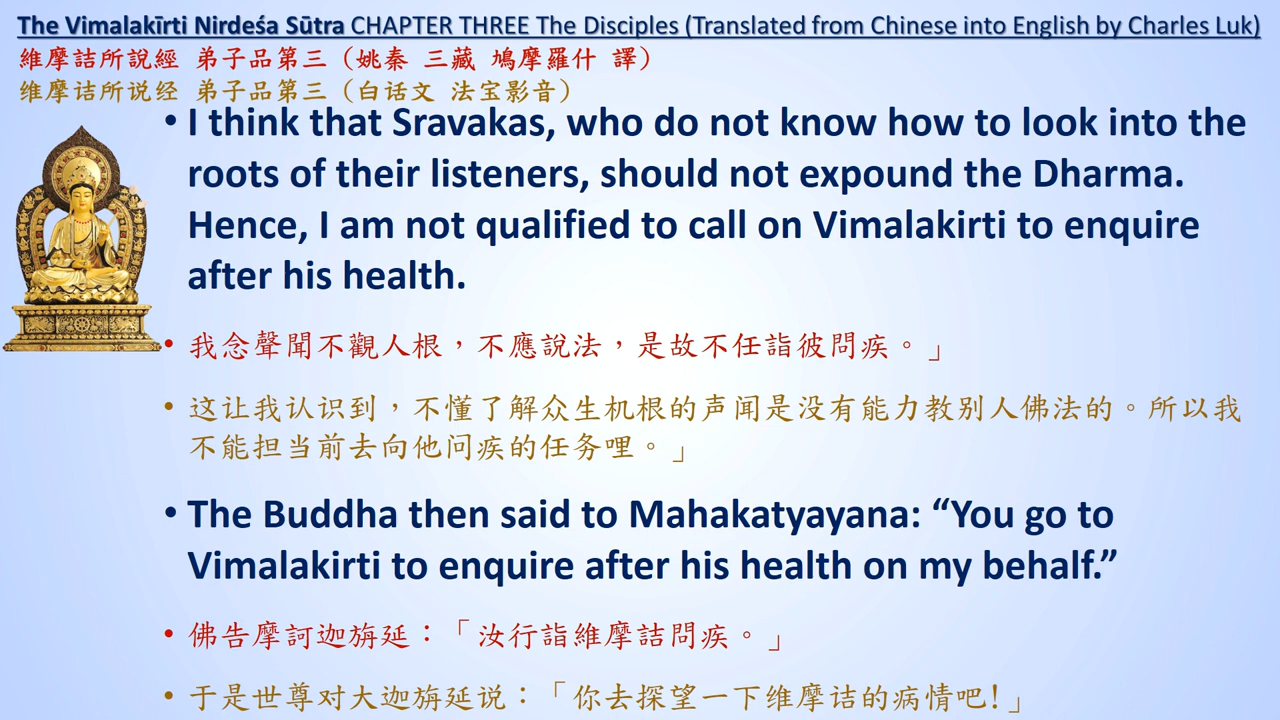 The Vimalakīrti Nirdeśa Sūtra CHAPTER THREE The Disciples (Translated from Chinese into English by Charles Luk)
維摩詰所說經 弟子品第三（姚秦 三藏 鳩摩羅什 譯）
维摩诘所说经 弟子品第三（白话文 法宝影音）
• I think that Sravakas, who do not know how to look into the
roots of their listeners, should not expound the Dharma.
Hence, I am not qualified to call on Vimalakirti to enquire
after his health.
• 我念聲聞不觀人根，不應說法，是故不任詣彼問疾。」
• 这让我认识到，不懂了解众生机根的声闻是没有能力教别人佛法的。所以我
不能担当前去向他问疾的任务哩。」
• The Buddha then said to Mahakatyayana: “You go to
Vimalakirti to enquire after his health on my behalf.”
• 佛告摩訶迦旃延：「汝行詣維摩詰問疾。」
• 于是世尊对大迦旃延说：「你去探望一下维摩诘的病情吧!」